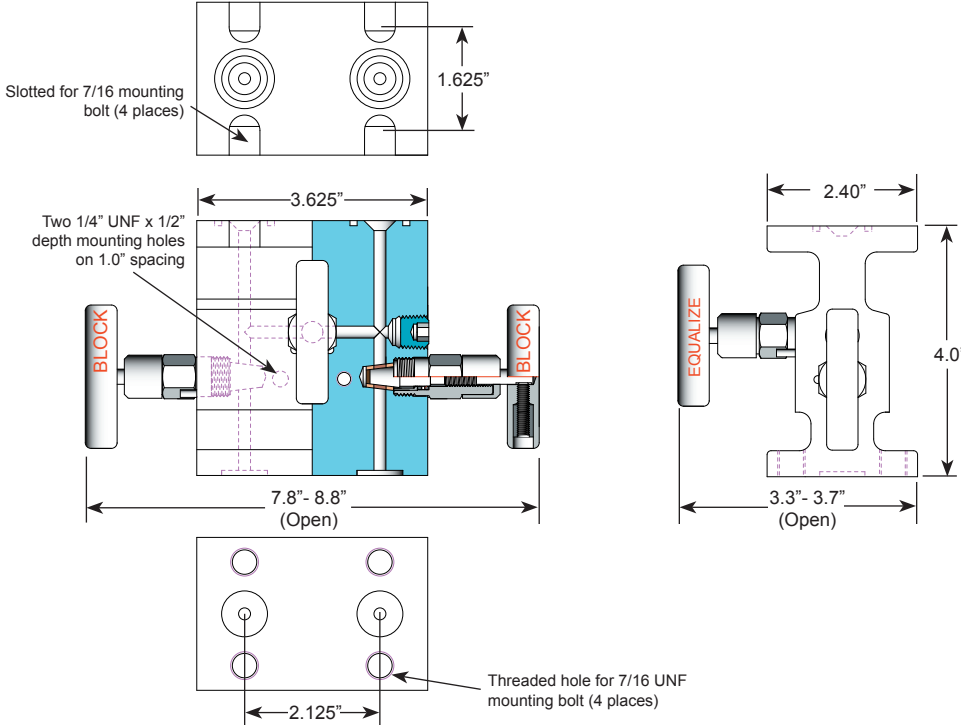 Slotted for 7/16 mounting
bolt (4 places)
1.625”
3.625”
2.40”
Two 1/4” UNF x 1/2”
depth mounting holes
on 1.0” spacing
BLOCK
BLOCK
EQUALIZE
4.0”
7.8”- 8.8”
(Open)
3.3”- 3.7”
(Open)
Threaded hole for 7/16 UNF
mounting bolt (4 places)
2.125”